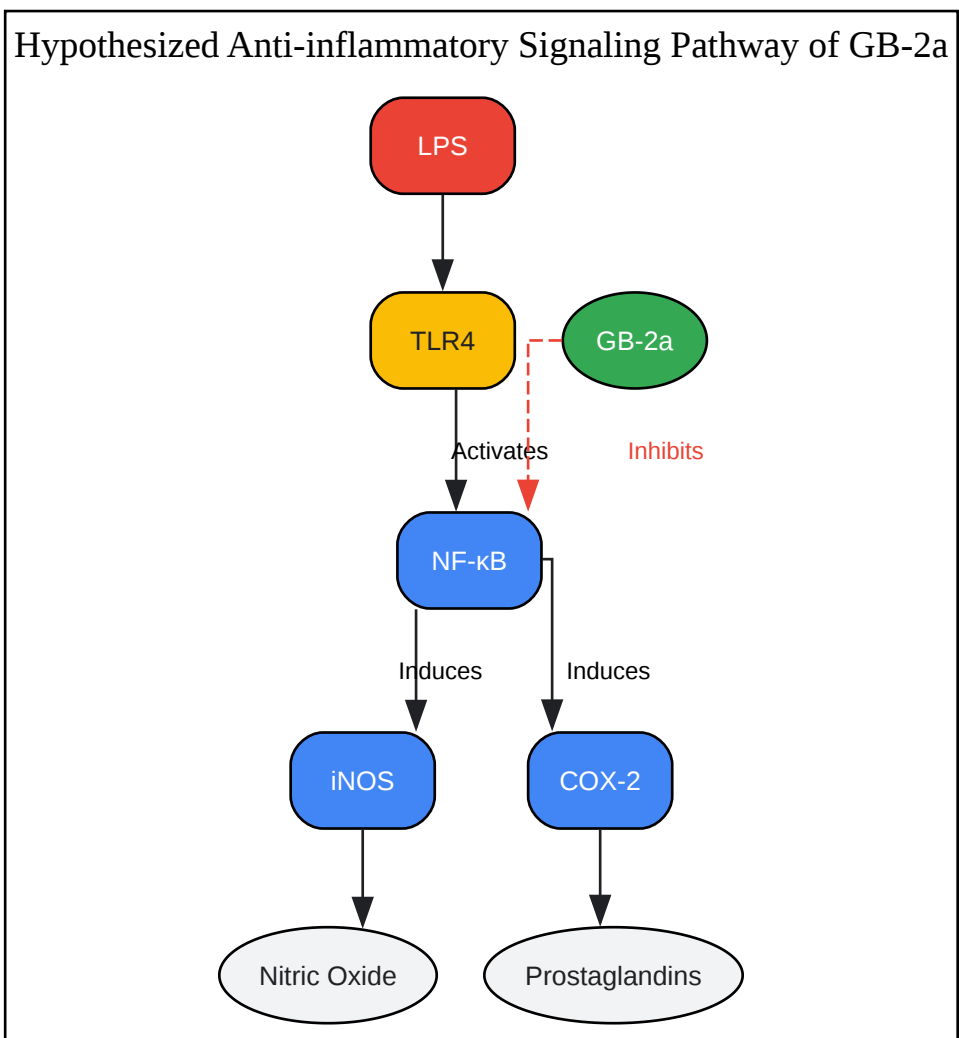 Hypothesized Anti-inflammatory Signaling Pathway of GB-2a
LPS
TLR4
GB-2a
Activates
Inhibits
NF-κB
Induces
Induces
iNOS
COX-2
Nitric Oxide
Prostaglandins